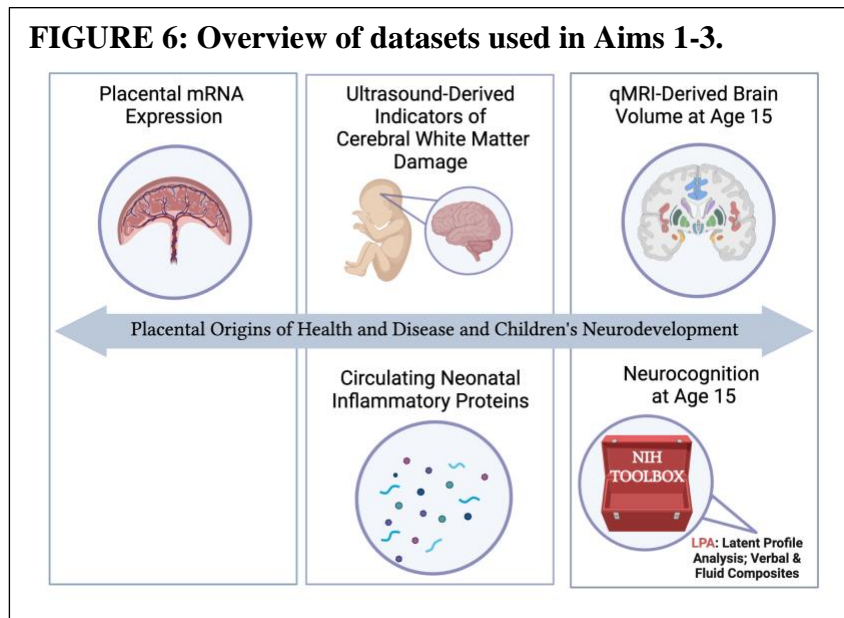 FIGURE 6: Overview of datasets used in Aims 1-3.
Placental mRNA
Expression
Ultrasound-Derived
Indicators of
Cerebral White Matter
Damage
qMRI-Derived Brain
Volume at Age 15
Placental Origins of Health and Disease and Children's Neurodevelopment
Circulating Neonatal
Inflammatory Proteins
Neurocognition
at Age 15
NIH
TOOLBOX
LPA: Latent Profile
Analysis; Verbal &
Fluid Composites